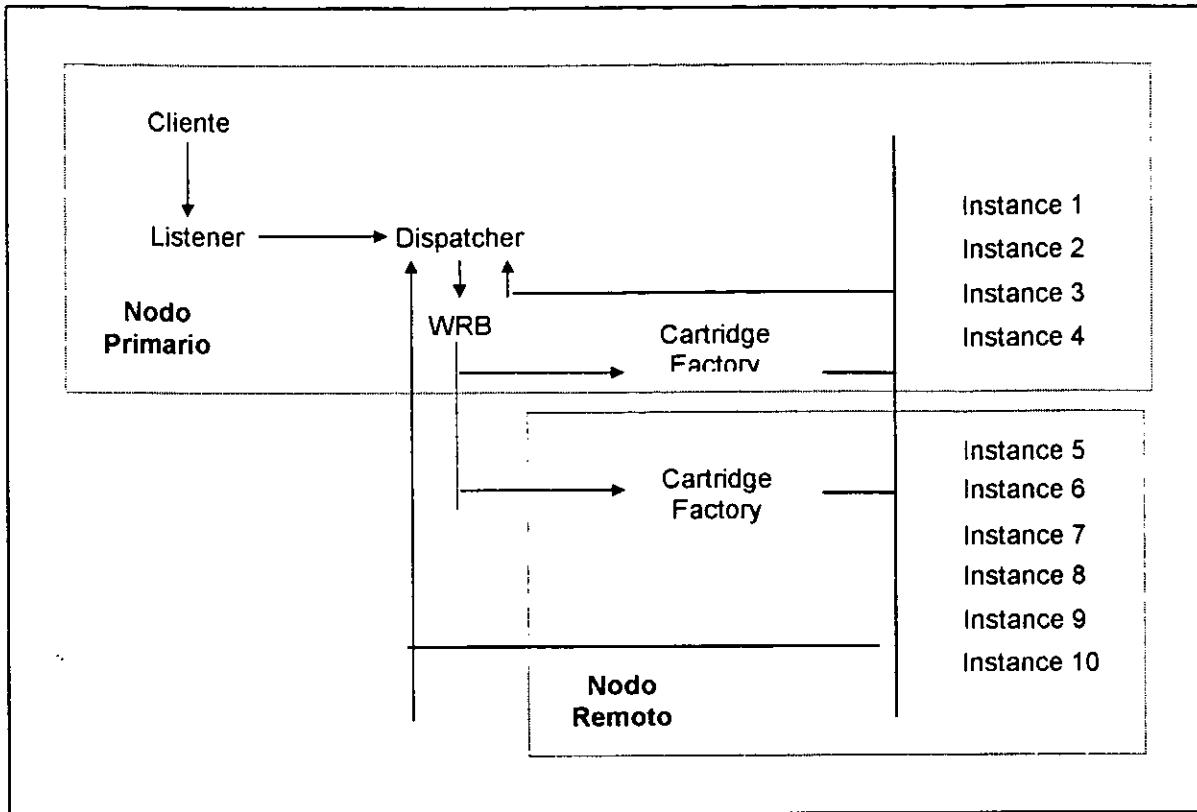 Cliente
Instance 1
Listener
Dispatcher
Instance 2
Nodo
Primario
Instance 3
WRB
Cartridge
Factory
Instance 4
Instance 5
Cartridge
Factory
Instance 6
Instance 7
Instance 8
Instance 9
Instance 10
Nodo
Remoto